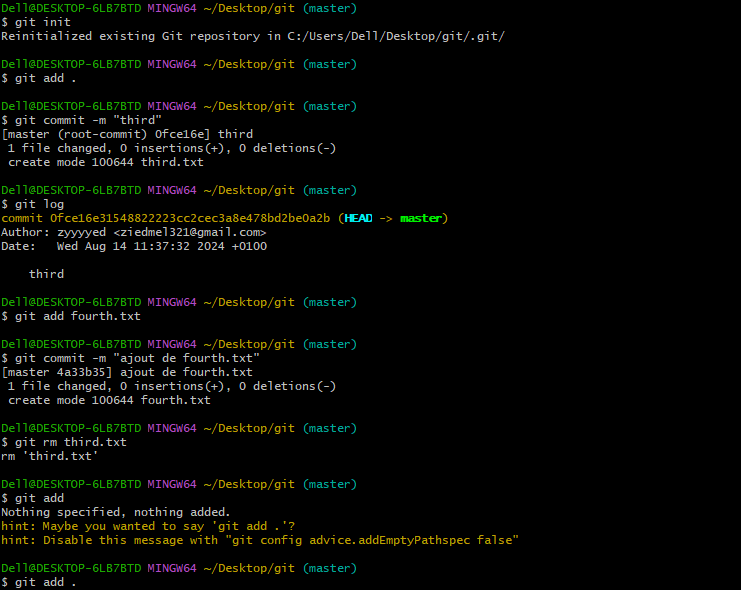 Dell@DESKTOP-6LB7BTD MINGW64 ~/Desktop/git (master)
$ git init
Reinitialized existing Git repository in C:/Users/Dell/Desktop/git/.git/
Dell@DESKTOP-6LB7BTD MINGW64 ~/Desktop/git (master)
$ git add .
Dell@DESKTOP-6LB7BTD MINGW64 ~/Desktop/git (master)
$ git commit -m "third"
[master (root-commit) 0fce16e] third
1 file changed, 0 insertions(+), 0 deletions(-)
create mode 100644 third.txt
Dell@DESKTOP-6LB7BTD MINGW64 ~/Desktop/git (master)
$ git log
commit 0fce16e31548822223cc2cec3a8e478bd2be0a2b (HEAD -> master)
Author: zyyyyed <ziedmel321@gmail.com>
Date:   Wed Aug 14 11:37:32 2024 +0100
third
Dell@DESKTOP-6LB7BTD MINGW64 ~/Desktop/git (master)
$ git add fourth.txt
Dell@DESKTOP-6LB7BTD MINGW64 ~/Desktop/git (master)
$ git commit -m "ajout de fourth.txt"
[master 4a33b35] ajout de fourth.txt
1 file changed, 0 insertions(+), 0 deletions(-)
create mode 100644 fourth.txt
Dell@DESKTOP-6LB7BTD MINGW64 ~/Desktop/git (master)
$ git rm third.txt
rm 'third.txt'
Dell@DESKTOP-6LB7BTD MINGW64 ~/Desktop/git (master)
$ git add
Nothing specified, nothing added.
hint: Maybe you wanted to say 'git add .'?
hint: Disable this message with "git config advice.addEmptyPathspec false"
Dell@DESKTOP-6LB7BTD MINGW64 ~/Desktop/git (master)
$ git add .